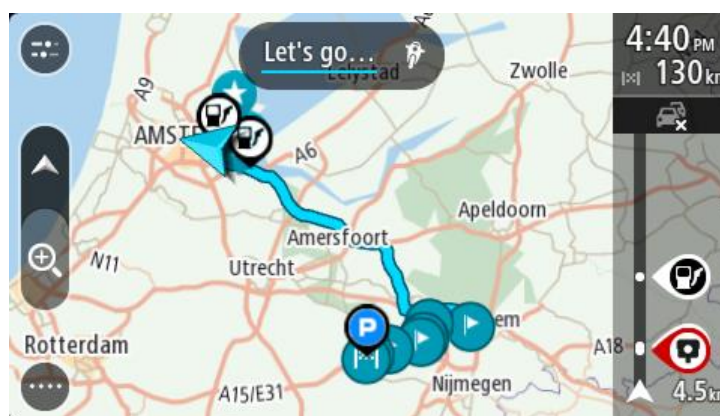 Let's go...
4:40 PM
130 km
Zwolle
A9
AMST
A6
Apeldoorn
Amersfoort
N11
Utrecht
Rotterdam
em
A18
A15/E31
Nijmegen
4.5 km
P